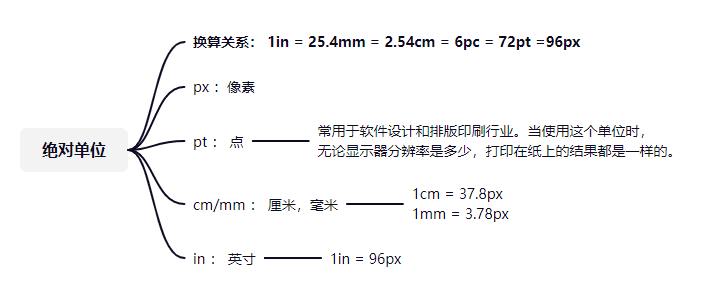 绝对单位
换算关系： 1in = 25.4mm = 2.54cm = 6pc = 72pt =96px
px ：像素
pt ： 点
常用于软件设计和排版印刷行业。当使用这个单位时，
无论显示器分辨率是多少，打印在纸上的结果都是一样的。
cm/mm ： 厘米，毫米
1cm = 37.8px
1mm = 3.78px
in ： 英寸
1in = 96px